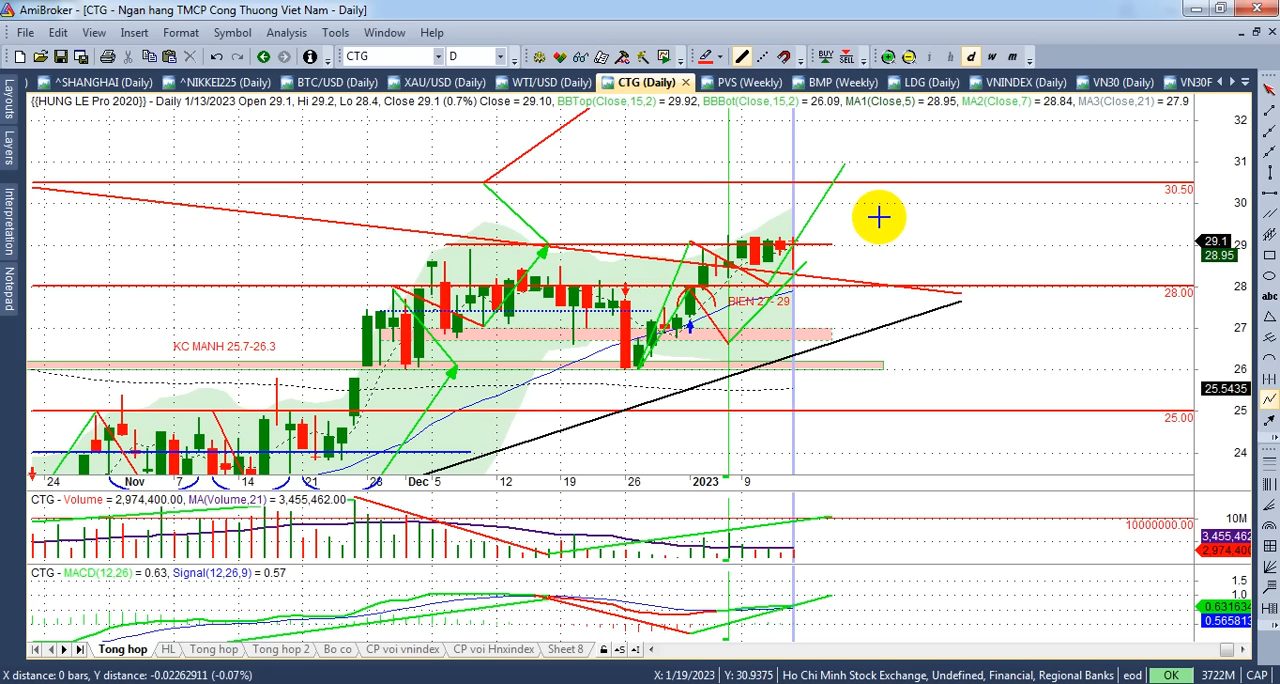 AmiBroker - [CTG - Ngan hang TMCP Cong Thuong Viet Nam - Daily]
File Edit View Insert Format Symbol Analysis Tools Window Help
CTG D BUY SELL i h d w m
^SHANGHAI (Daily) ^NIKKEI225 (Daily) BTC/USD (Daily) XAU/USD (Daily) WTI/USD (Daily) CTG (Daily) PVS (Weekly) BMP (Weekly) LDG (Daily) VNINDEX (Daily) VN30 (Daily) VN30F
Layouts
Layers
Interpretation
Notepad
{{HUNG LE Pro 2020}} - Daily 1/13/2023 Open 29.1, Hi 29.2, Lo 28.4, Close 29.1 (0.7%) Close = 29.10, BBTop(Close,15,2) = 29.92, BBBot(Close,15,2) = 26.09, MA1(Close,5) = 28.95, MA2(Close,7) = 28.84, MA3(Close,21) = 27.9
32
31
30.50
30
29.1
29
28.95
28.00
28
BIEN 27 - 29
27
KC MANH 25.7-26.3
26
25.5435
25
25.00
24
24 Nov 7 14 21 28 Dec 5 12 19 26 2023 9
CTG - Volume = 2,974,400.00, MA(Volume,21) = 3,455,462.00
10M
10000000.00
3,455,462
2,974,400
CTG - MACD(12,26) = 0.63, Signal(12,26,9) = 0.57
1.5
1.0
0.631634
0.565813
abc
Tong hop HL Tong hop Tong hop 2 Bo co CP voi vnindex CP voi Hnxindex Sheet 8
X distance: 0 bars, Y distance: -0.02262911 (-0.07%) X: 1/19/2023 Y: 30.9375 Ho Chi Minh Stock Exchange, Undefined, Financial, Regional Banks eod OK 3722M CAP